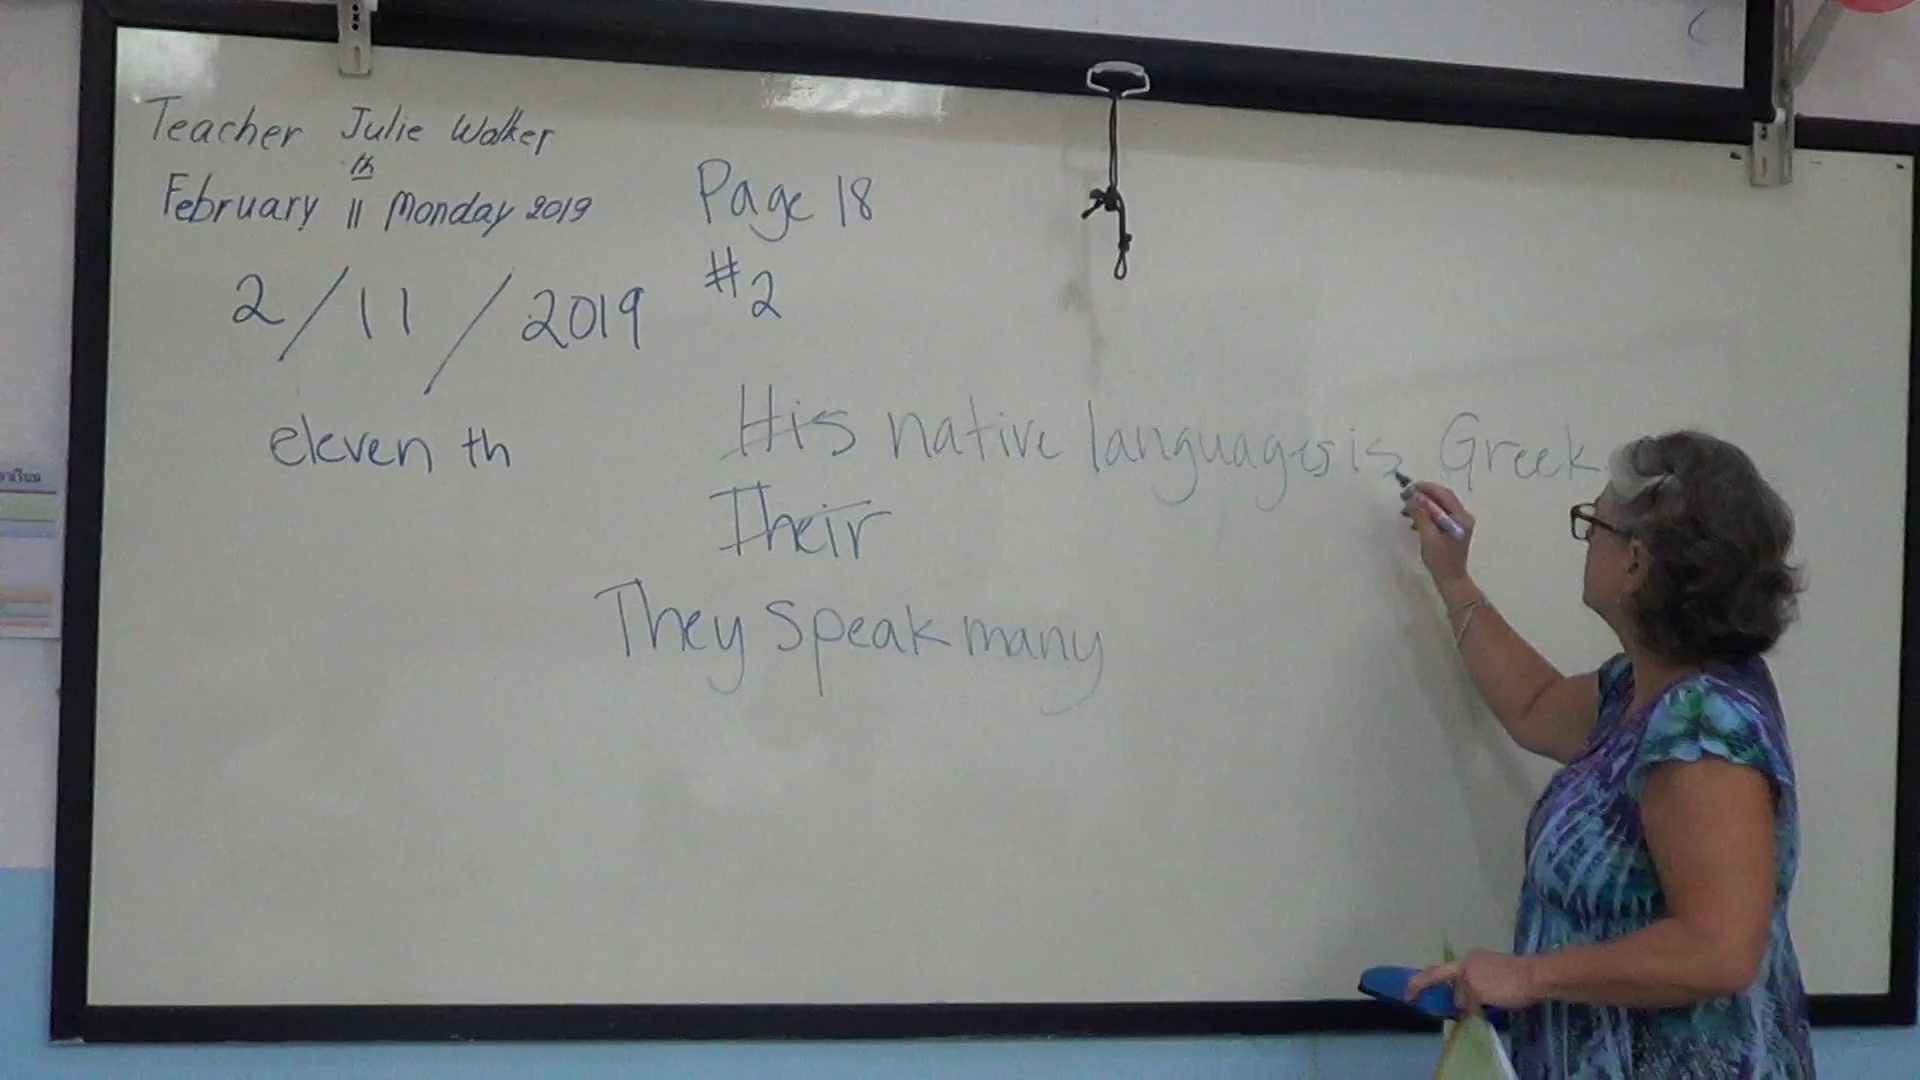 Teacher Julie Walker
February 11th Monday 2019
2/11/2019
eleven th
Page 18
#2
His native languages is Greek
Their
They speak many